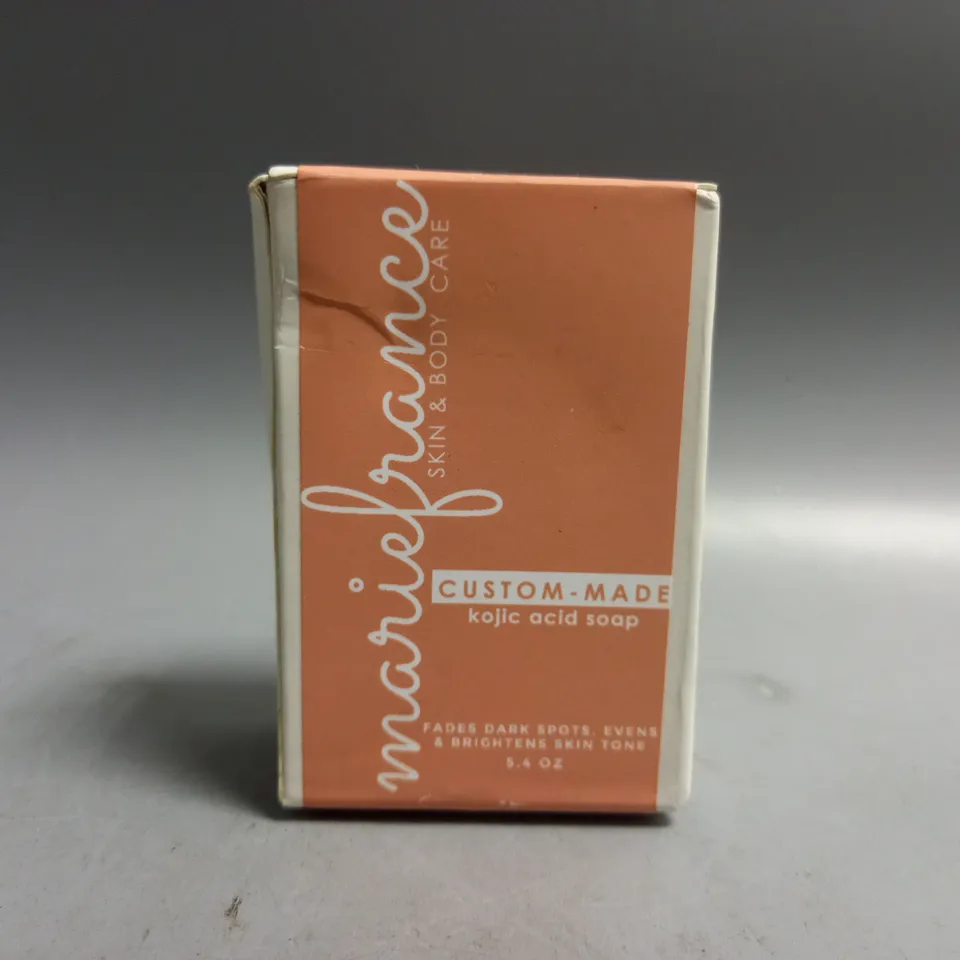 mariefrance
SKIN & BODY CARE
CUSTOM-MADE
kojic acid soap
FADES DARK SPOTS, EVENS
& BRIGHTENS SKIN TONE
5.4 OZ